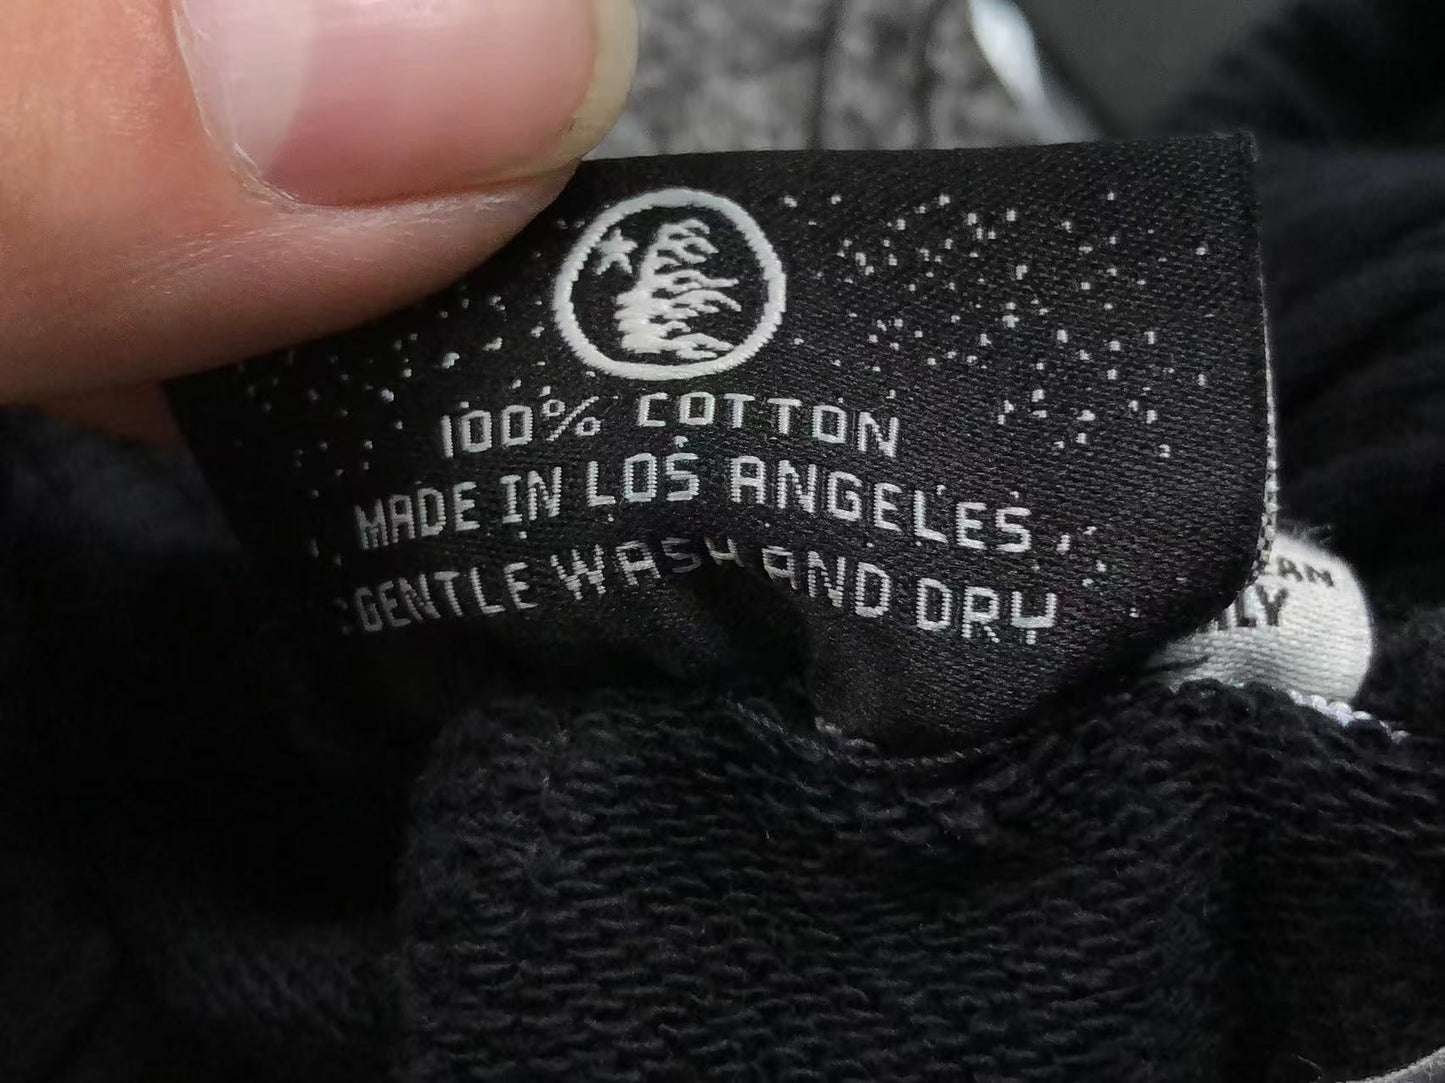 100% COTTON
MADE IN LOS ANGELES
GENTLE WASH AND DRY